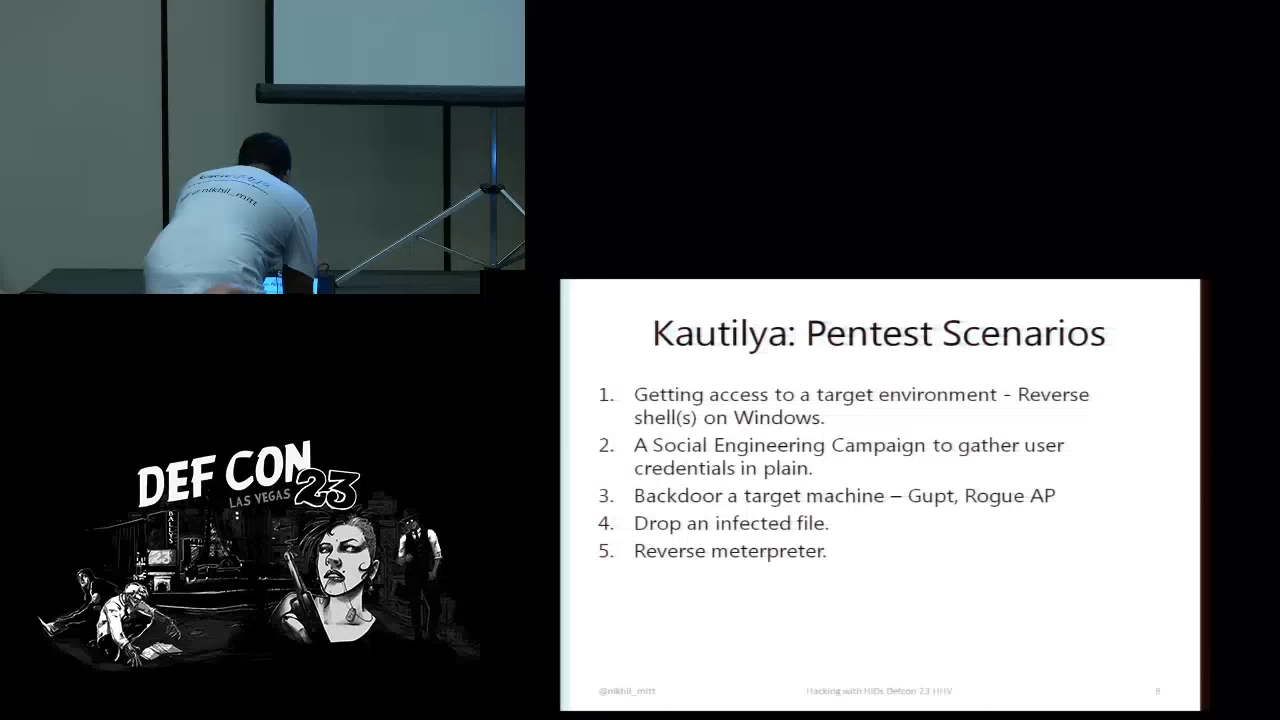 @nikhil_mitt
DEF CON
LAS VEGAS 23
BALLYS
Kautilya: Pentest Scenarios
1. Getting access to a target environment - Reverse
shell(s) on Windows.
2. A Social Engineering Campaign to gather user
credentials in plain.
3. Backdoor a target machine – Gupt, Rogue AP
4. Drop an infected file.
5. Reverse meterpreter.
@nikhil_mitt Hacking with HIDs Defcon 23 HHV 8